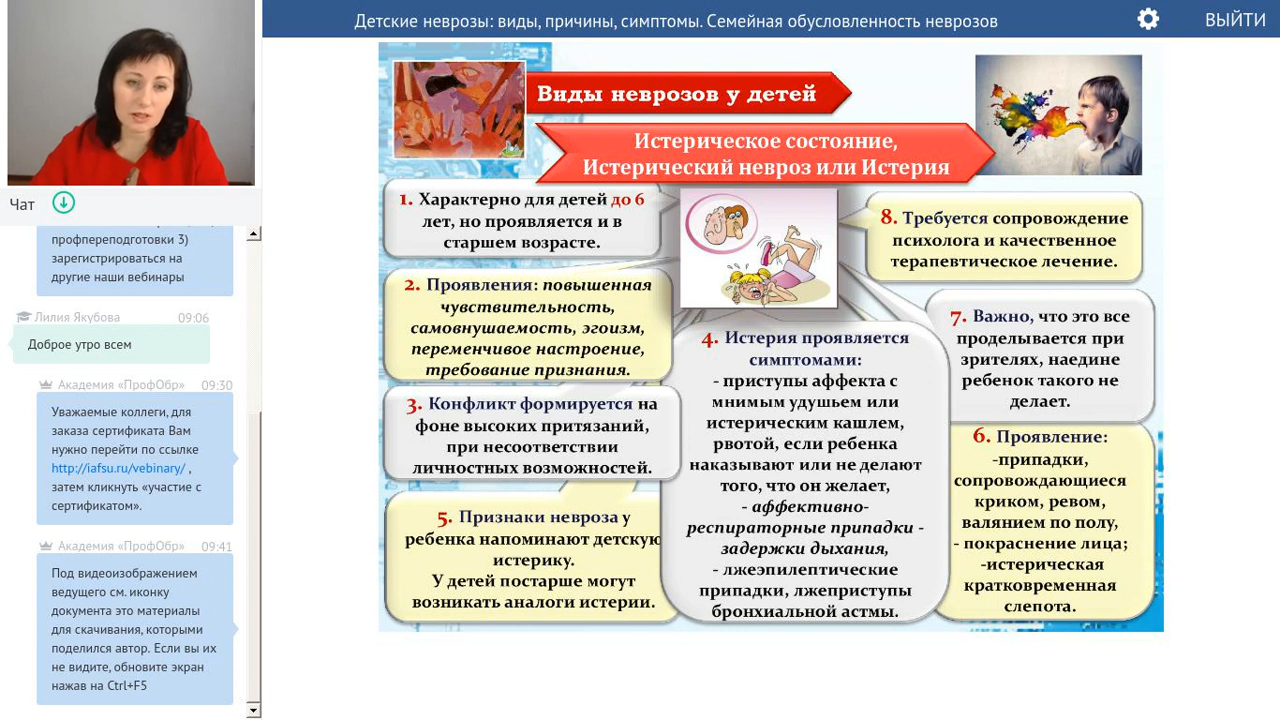 Детские неврозы: виды, причины, симптомы. Семейная обусловленность неврозов
ВЫЙТИ
Чат
профпереподготовки 3)
зарегистрироваться на
другие наши вебинары
Лилия Якубова 09:06
Доброе утро всем
Академия «ПрофОбр» 09:30
Уважаемые коллеги, для
заказа сертификата Вам
нужно перейти по ссылке
http://iafsu.ru/vebinary/ ,
затем кликнуть «участие с
сертификатом».
Академия «ПрофОбр» 09:41
Под видеоизображением
ведущего см. иконку
документа это материалы
для скачивания, которыми
поделился автор. Если вы их
не видите, обновите экран
нажав на Ctrl+F5
Виды неврозов у детей
Истерическое состояние,
Истерический невроз или Истерия
1. Характерно для детей до 6
лет, но проявляется и в
старшем возрасте.
2. Проявления: повышенная
чувствительность,
самовнушаемость, эгоизм,
переменчивое настроение,
требование признания.
3. Конфликт формируется на
фоне высоких притязаний,
при несоответствии
личностных возможностей.
4. Истерия проявляется
симптомами:
- приступы аффекта с
мнимым удушьем или
истерическим кашлем,
рвотой, если ребенка
наказывают или не делают
того, что он желает,
- аффективно-
респираторные припадки -
задержки дыхания,
- лжеэпилептические
припадки, лжеприступы
бронхиальной астмы.
5. Признаки невроза у
ребенка напоминают детскую
истерику.
У детей постарше могут
возникать аналоги истерии.
6. Проявление:
-припадки,
сопровождающиеся
криком, ревом,
валянием по полу,
- покраснение лица;
-истерическая
кратковременная
слепота.
7. Важно, что это все
проделывается при
зрителях, наедине
ребенок такого не
делает.
8. Требуется сопровождение
психолога и качественное
терапевтическое лечение.